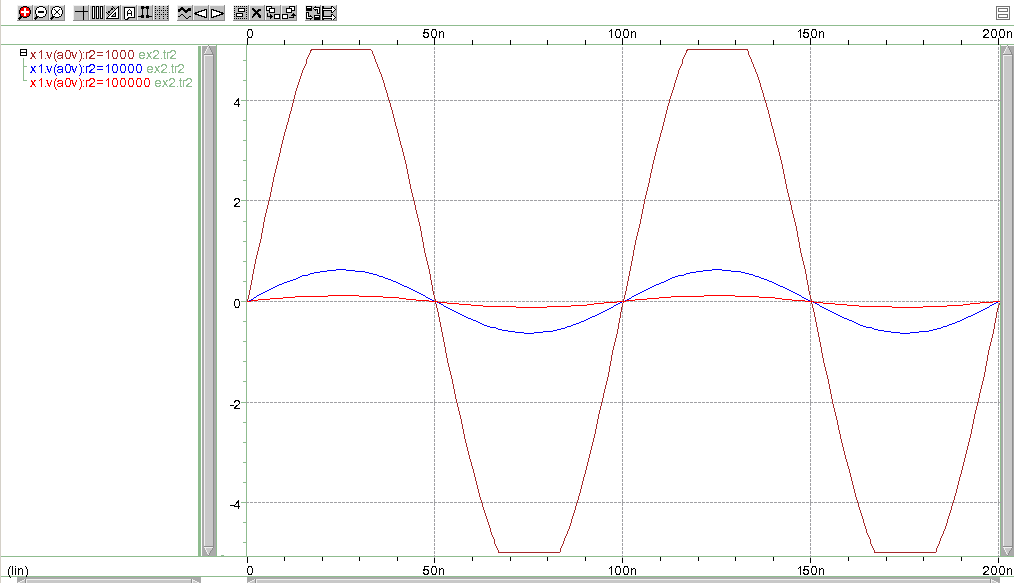 A
0 50n 100n 150n 200n
x1.v(a0v):r2=1000 ex2.tr2
x1.v(a0v):r2=10000 ex2.tr2
x1.v(a0v):r2=100000 ex2.tr2
4
2
0
-2
-4
(lin) 0 50n 100n 150n 200n